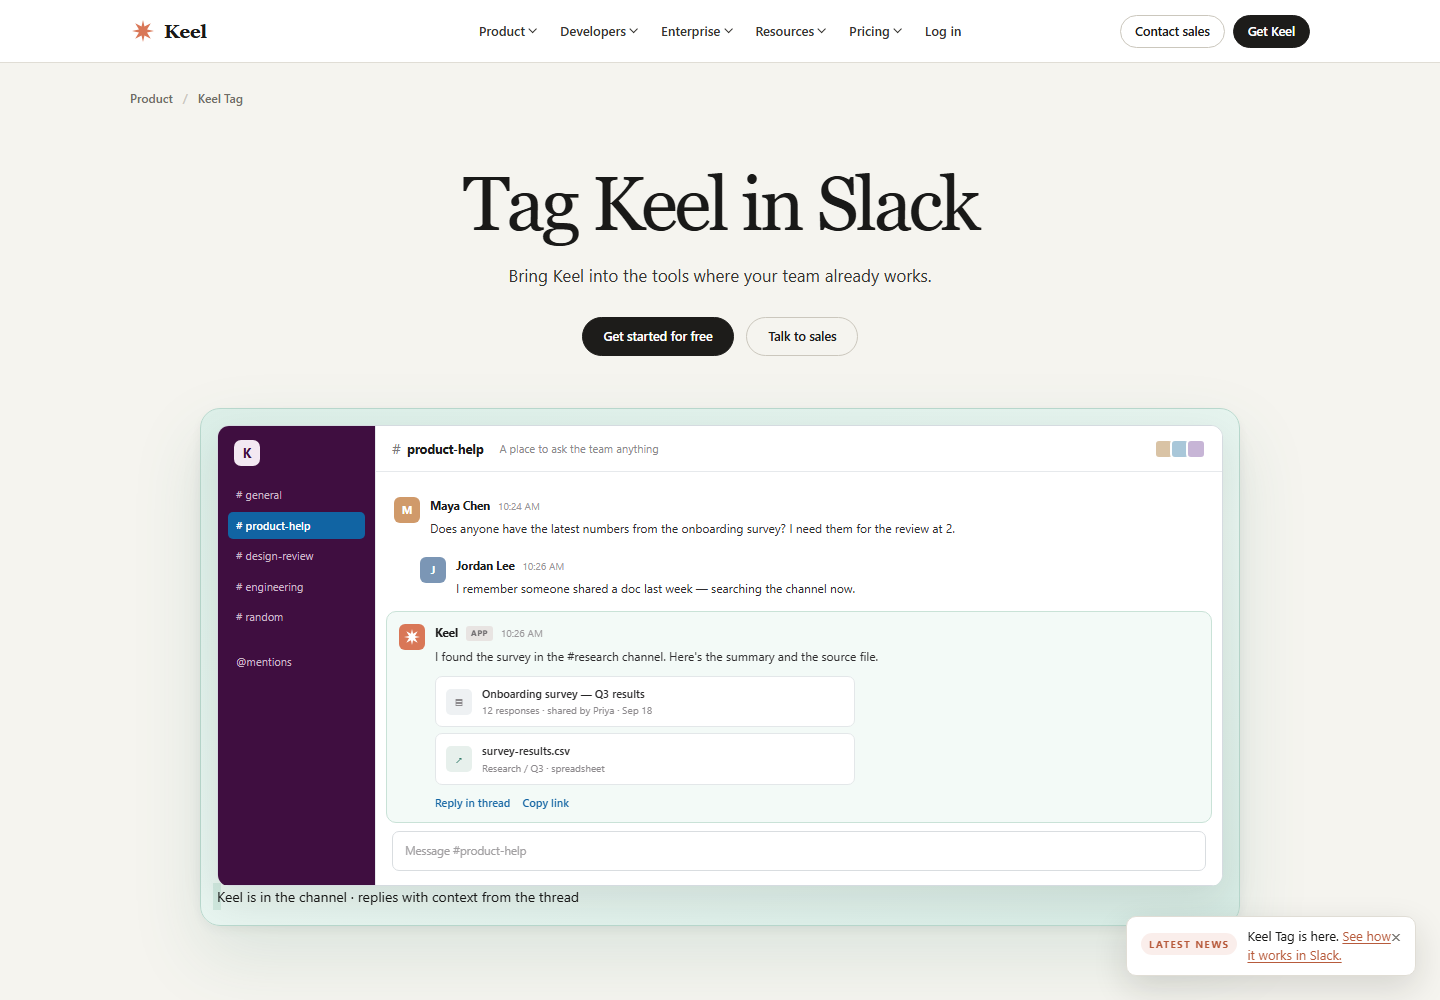 Keel
Product
Developers
Enterprise
Resources
Pricing
Log in
Contact sales
Get Keel
Product / Keel Tag
Tag Keel in Slack
Bring Keel into the tools where your team already works.
Get started for free
Talk to sales
K
# general
# product-help
# design-review
# engineering
# random
@mentions
# product-help A place to ask the team anything
M
Maya Chen 10:24 AM
Does anyone have the latest numbers from the onboarding survey? I need them for the review at 2.
J
Jordan Lee 10:26 AM
I remember someone shared a doc last week — searching the channel now.
Keel APP 10:26 AM
I found the survey in the #research channel. Here's the summary and the source file.
Onboarding survey — Q3 results
12 responses · shared by Priya · Sep 18
survey-results.csv
Research / Q3 · spreadsheet
Reply in thread Copy link
Message #product-help
Keel is in the channel · replies with context from the thread
LATEST NEWS
Keel Tag is here. See how
it works in Slack.